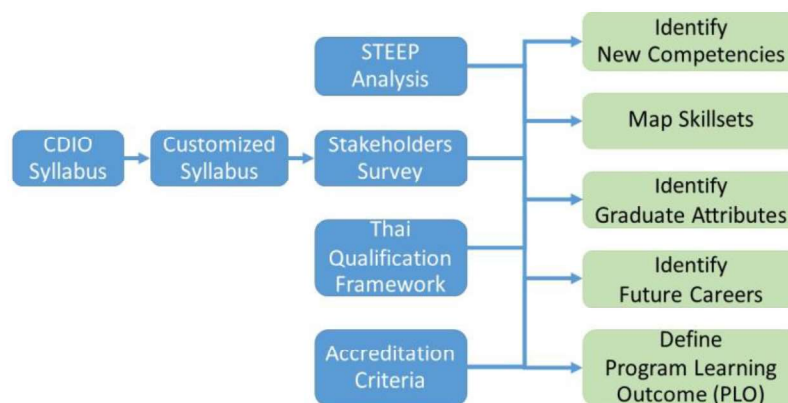 STEEP
Analysis
CDIO
Syllabus
Customized
Syllabus
Stakeholders
Survey
Thai
Qualification
Framework
Accreditation
Criteria
Identify
New Competencies
Map Skillsets
Identify
Graduate Attributes
Identify
Future Careers
Define
Program Learning
Outcome (PLO)